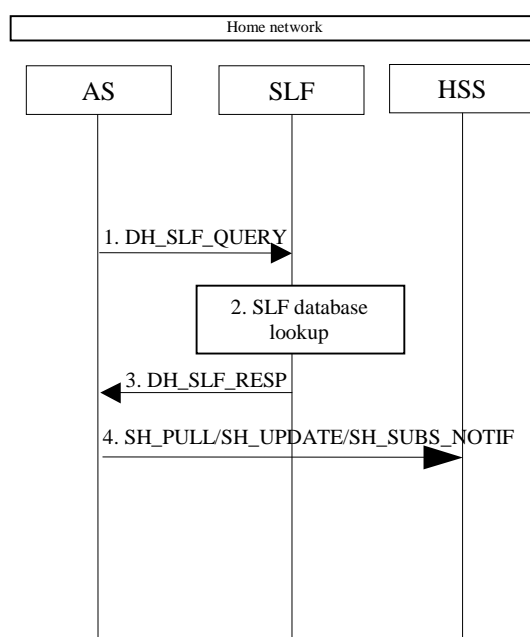 Home network
AS
SLF
HSS
1. DH_SLF_QUERY
2. SLF database
lookup
3. DH_SLF_RESP
4. SH_PULL/SH_UPDATE/SH_SUBS_NOTIF